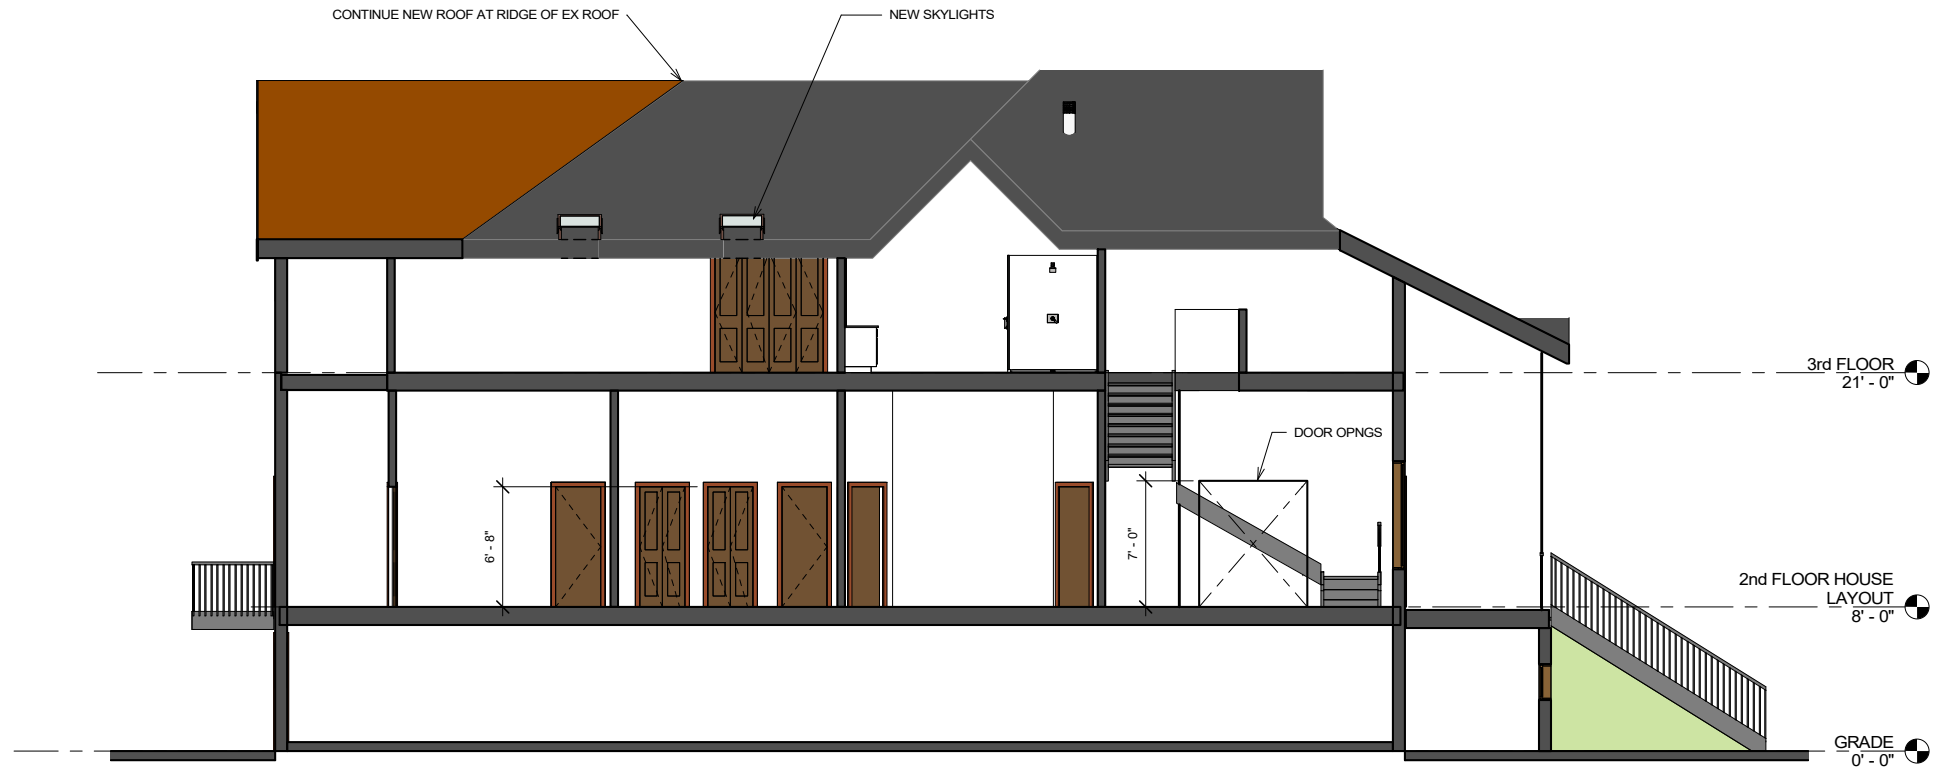 CONTINUE NEW ROOF AT RIDGE OF EX ROOF
NEW SKYLIGHTS
3rd FLOOR
21' - 0"
DOOR OPNGS
6' - 8"
7' - 0"
2nd FLOOR HOUSE
LAYOUT
8' - 0"
GRADE
0' - 0"